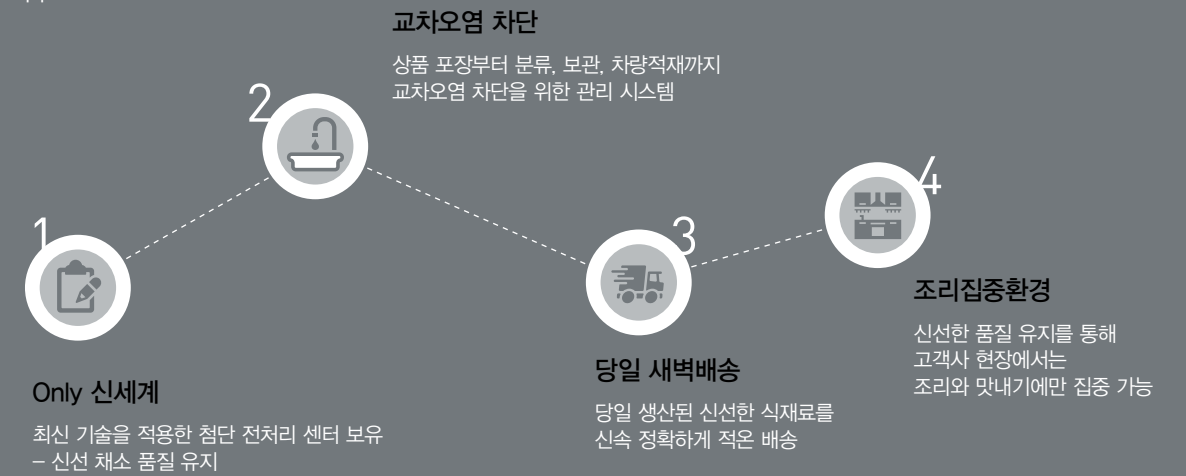 1
Only 신세계
최신 기술을 적용한 첨단 전처리 센터 보유
– 신선 채소 품질 유지
2
교차오염 차단
상품 포장부터 분류, 보관, 차량적재까지
교차오염 차단을 위한 관리 시스템
3
당일 새벽배송
당일 생산된 신선한 식재료를
신속 정확하게 적온 배송
4
조리집중환경
신선한 품질 유지를 통해
고객사 현장에서는
조리와 맛내기에만 집중 가능